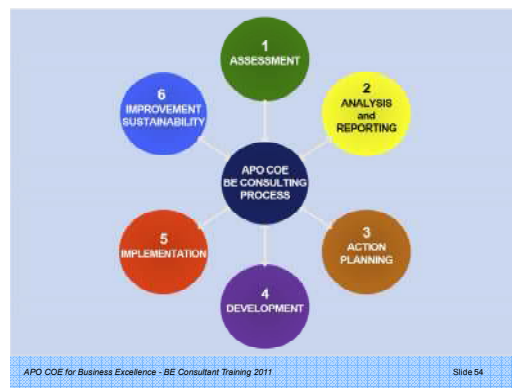 1
ASSESSMENT
2
ANALYSIS
and
REPORTING
3
ACTION
PLANNING
4
DEVELOPMENT
5
IMPLEMENTATION
6
IMPROVEMENT
SUSTAINABILITY
APO COE
BE CONSULTING
PROCESS
APO COE for Business Excellence - BE Consultant Training 2011
Slide 54